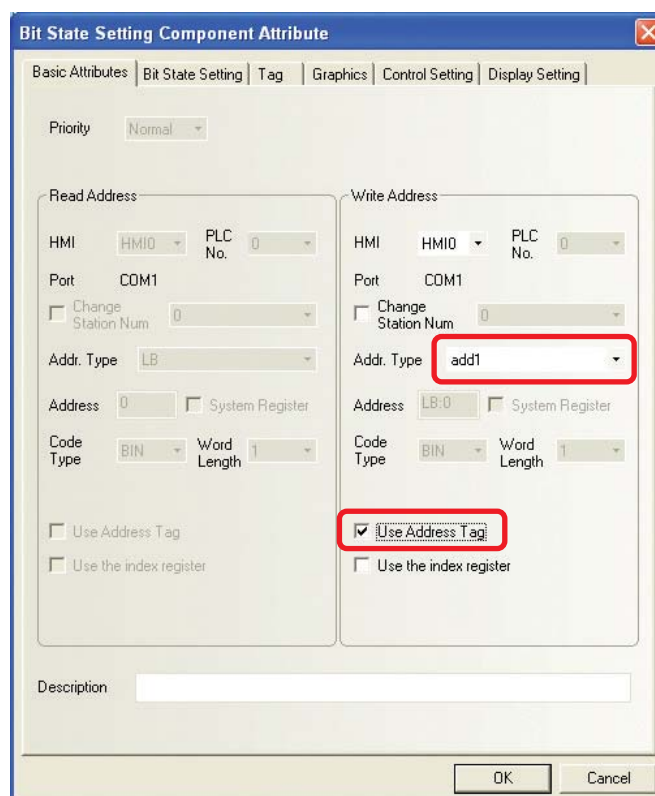 Bit State Setting Component Attribute
Basic Attributes Bit State Setting Tag Graphics Control Setting Display Setting
Priority Normal
Read Address
HMI HMI0 PLC No. 0
Port COM1
Change Station Num 0
Addr. Type LB
Address 0 System Register
Code Type BIN Word Length 1
Use Address Tag
Use the index register
Write Address
HMI HMI0 PLC No. 0
Port COM1
Change Station Num 0
Addr. Type add1
Address LB:0 System Register
Code Type BIN Word Length 1
Use Address Tag
Use the index register
Description
OK Cancel